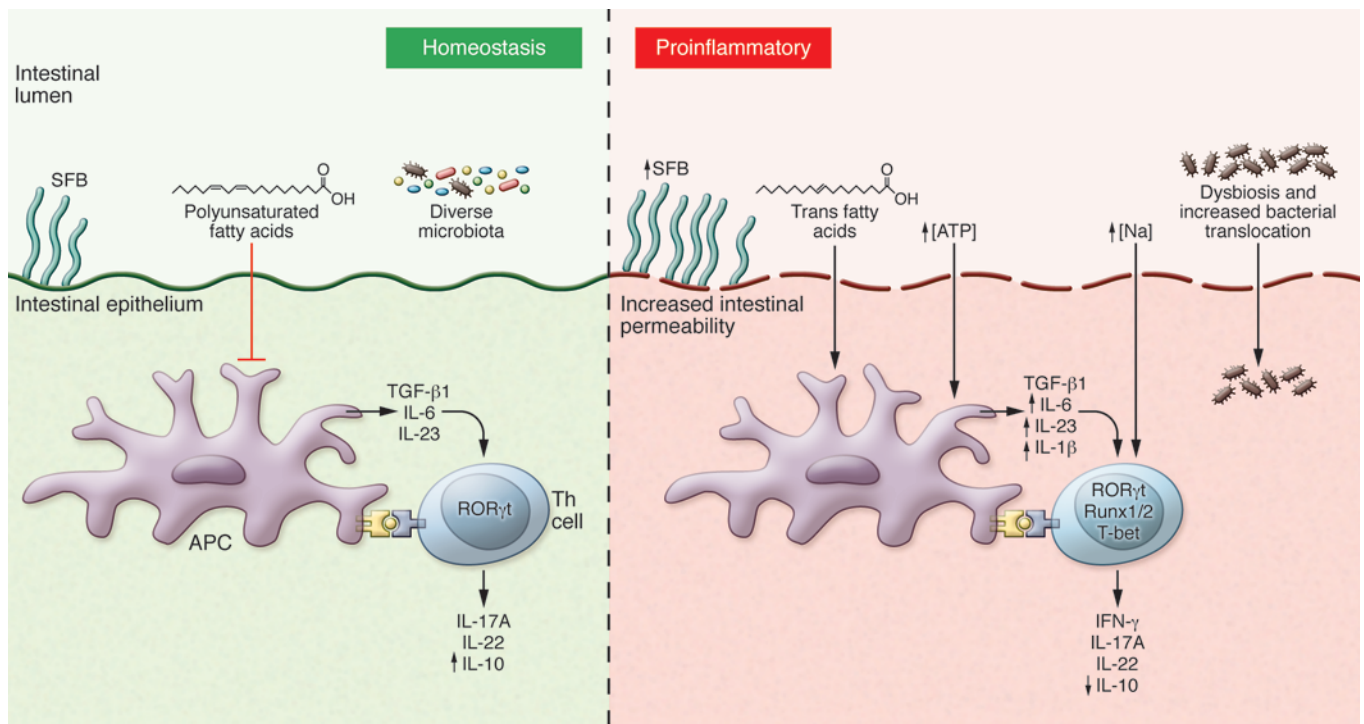 Homeostasis
Intestinal
lumen
SFB
O
OH
Polyunsaturated
fatty acids
Diverse
microbiota
Intestinal epithelium
TGF-β1
IL-6
IL-23
RORγt
Th
cell
APC
IL-17A
IL-22
↑IL-10
Proinflammatory
↑SFB
O
OH
Trans fatty
acids
↑[ATP]
↑[Na]
Dysbiosis and
increased bacterial
translocation
Increased intestinal
permeability
TGF-β1
↑IL-6
↑IL-23
↑IL-1β
RORγt
Runx1/2
T-bet
IFN-γ
IL-17A
IL-22
↓IL-10